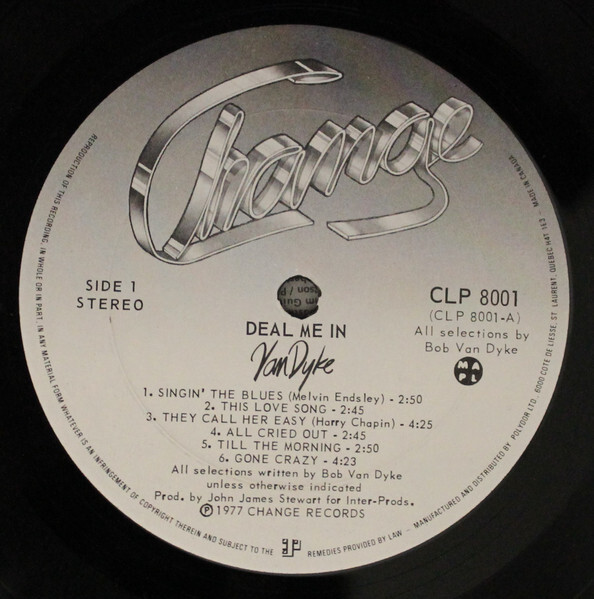 Change
SIDE 1
STEREO
CLP 8001
(CLP 8001-A)
All selections by
Bob Van Dyke
M A
P L
DEAL ME IN
Van Dyke
1. SINGIN' THE BLUES (Melvin Endsley) - 2:50
2. THIS LOVE SONG - 2:45
3. THEY CALL HER EASY (Harry Chapin) - 4:25
4. ALL CRIED OUT - 2:45
5. TILL THE MORNING - 2:50
6. GONE CRAZY - 4:23
All selections written by Bob Van Dyke
unless otherwise indicated
Prod. by John James Stewart for Inter-Prods.
℗ 1977 CHANGE RECORDS
REPRODUCTION OF THIS RECORDING, IN WHOLE OR IN PART, IN ANY MATERIAL FORM WHATEVER IS AN INFRINGEMENT OF COPYRIGHT THEREIN AND SUBJECT TO THE REMEDIES PROVIDED BY LAW – MANUFACTURED AND DISTRIBUTED BY POLYDOR LTD. 6000 COTE DE LIESSE, ST. LAURENT, QUEBEC H4T 1E3 – MADE IN CANADA